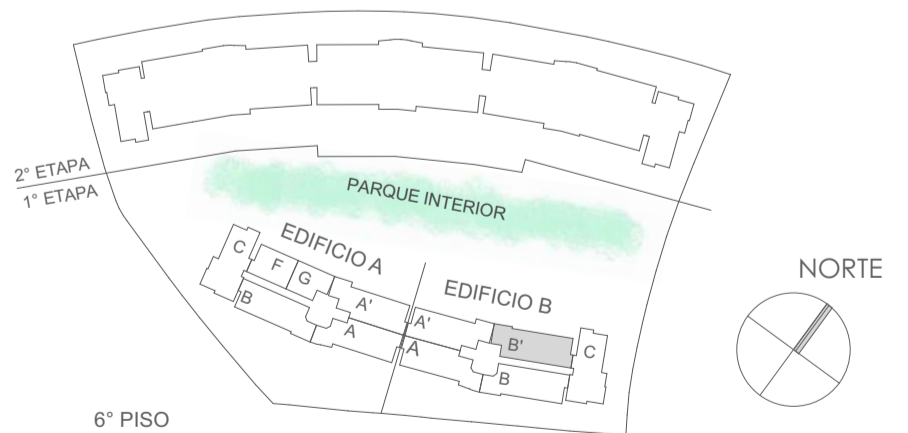 2° ETAPA
1° ETAPA
PARQUE INTERIOR
EDIFICIO A
C
F
G
B
A'
A
EDIFICIO B
A'
A
B'
B
C
NORTE
6° PISO